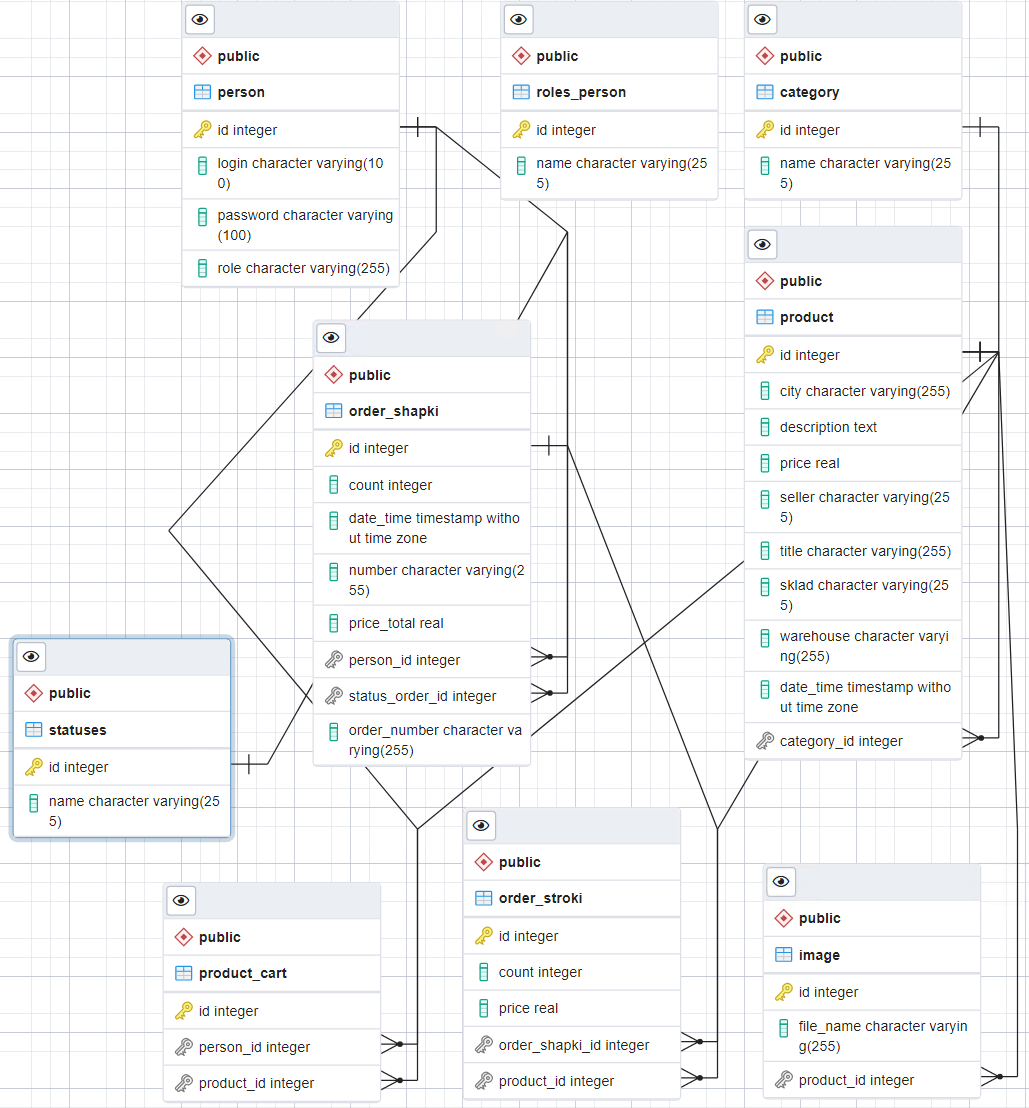 public
person
id integer
login character varying(10
0)
password character varying
(100)
role character varying(255)
public
roles_person
id integer
name character varying(25
5)
public
category
id integer
name character varying(25
5)
public
product
id integer
city character varying(255)
description text
price real
seller character varying(25
5)
title character varying(255)
sklad character varying(25
5)
warehouse character varyi
ng(255)
date_time timestamp witho
ut time zone
category_id integer
public
order_shapki
id integer
count integer
date_time timestamp witho
ut time zone
number character varying(2
55)
price_total real
person_id integer
status_order_id integer
order_number character va
rying(255)
public
statuses
id integer
name character varying(25
5)
public
product_cart
id integer
person_id integer
product_id integer
public
order_stroki
id integer
count integer
price real
order_shapki_id integer
product_id integer
public
image
id integer
file_name character varyin
g(255)
product_id integer